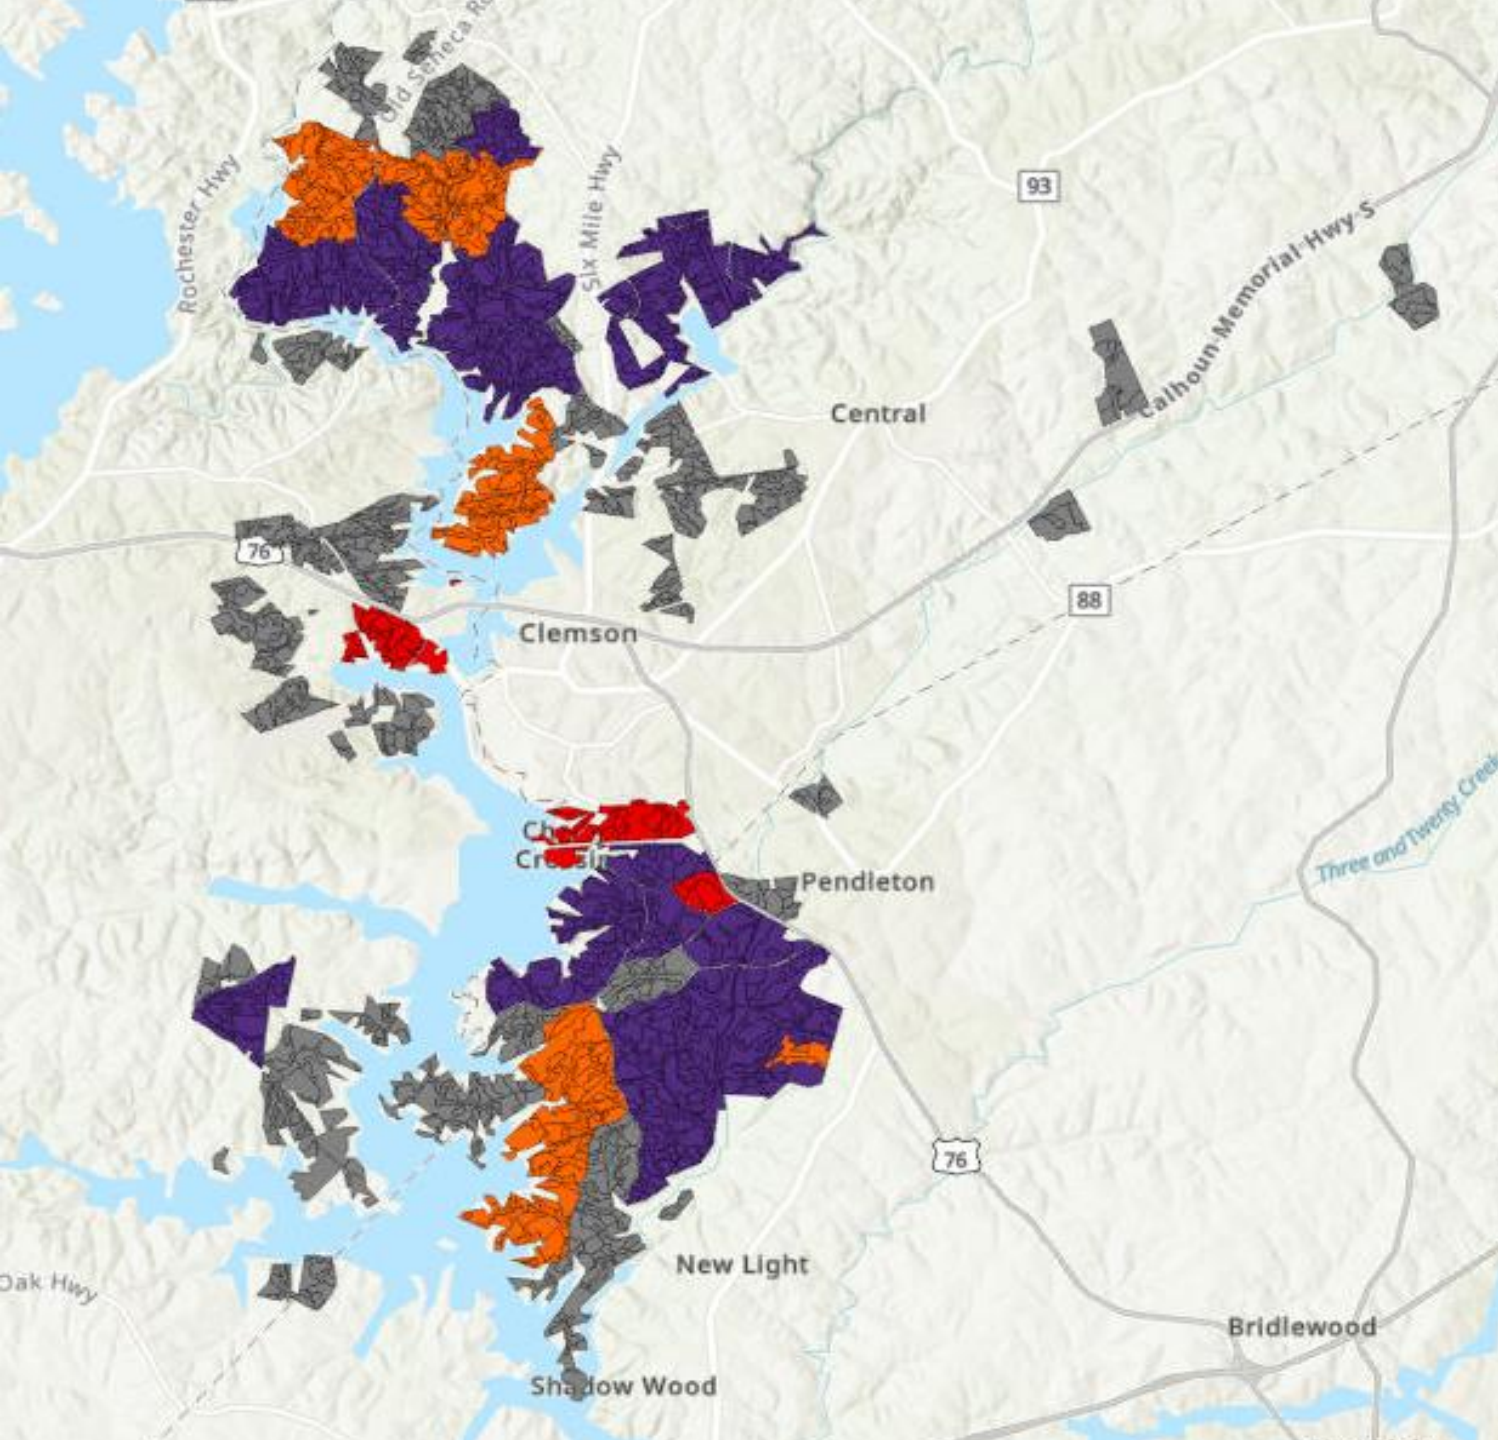 Old Seneca Rd
Rochester Hwy
Six Mile Hwy
93
Calhoun Memorial Hwy S
Central
76
88
Clemson
Three and Twenty Creek
Pendleton
76
New Light
Oak Hwy
Bridlewood
Shadow Wood